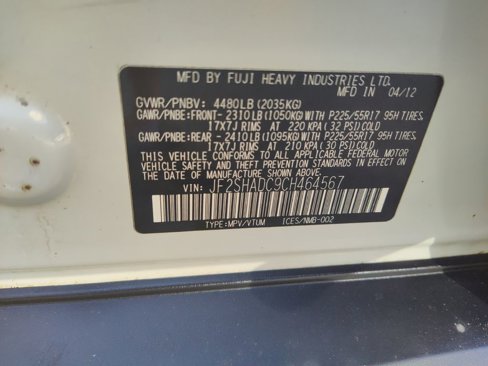 MFD BY FUJI HEAVY INDUSTRIES LTD.
MFD IN 04/12
GVWR/PNBV: 4480LB(2035KG)
GAWR/PNBE:FRONT-2310LB(1050KG)WITH P225/55R17 95H TIRES,
17x7J RIMS AT 220 KPA(32 PSI)COLD
GAWR/PNBE:REAR -2410LB(1095KG)WITH P225/55R17 95H TIRES,
17x7J RIMS AT 210 KPA(30 PSI)COLD
THIS VEHICLE CONFORMS TO ALL APPLICABLE FEDERAL MOTOR
VEHICLE SAFETY BUMPER, AND THEFT PREVENTION STANDARDS IN EFFECT ON
THE DATE OF MANUFACTURE SHOWN ABOVE.
VIN: JF2SHADC9CH464567
TYPE:MPV/VTUM ICES/NMB-002